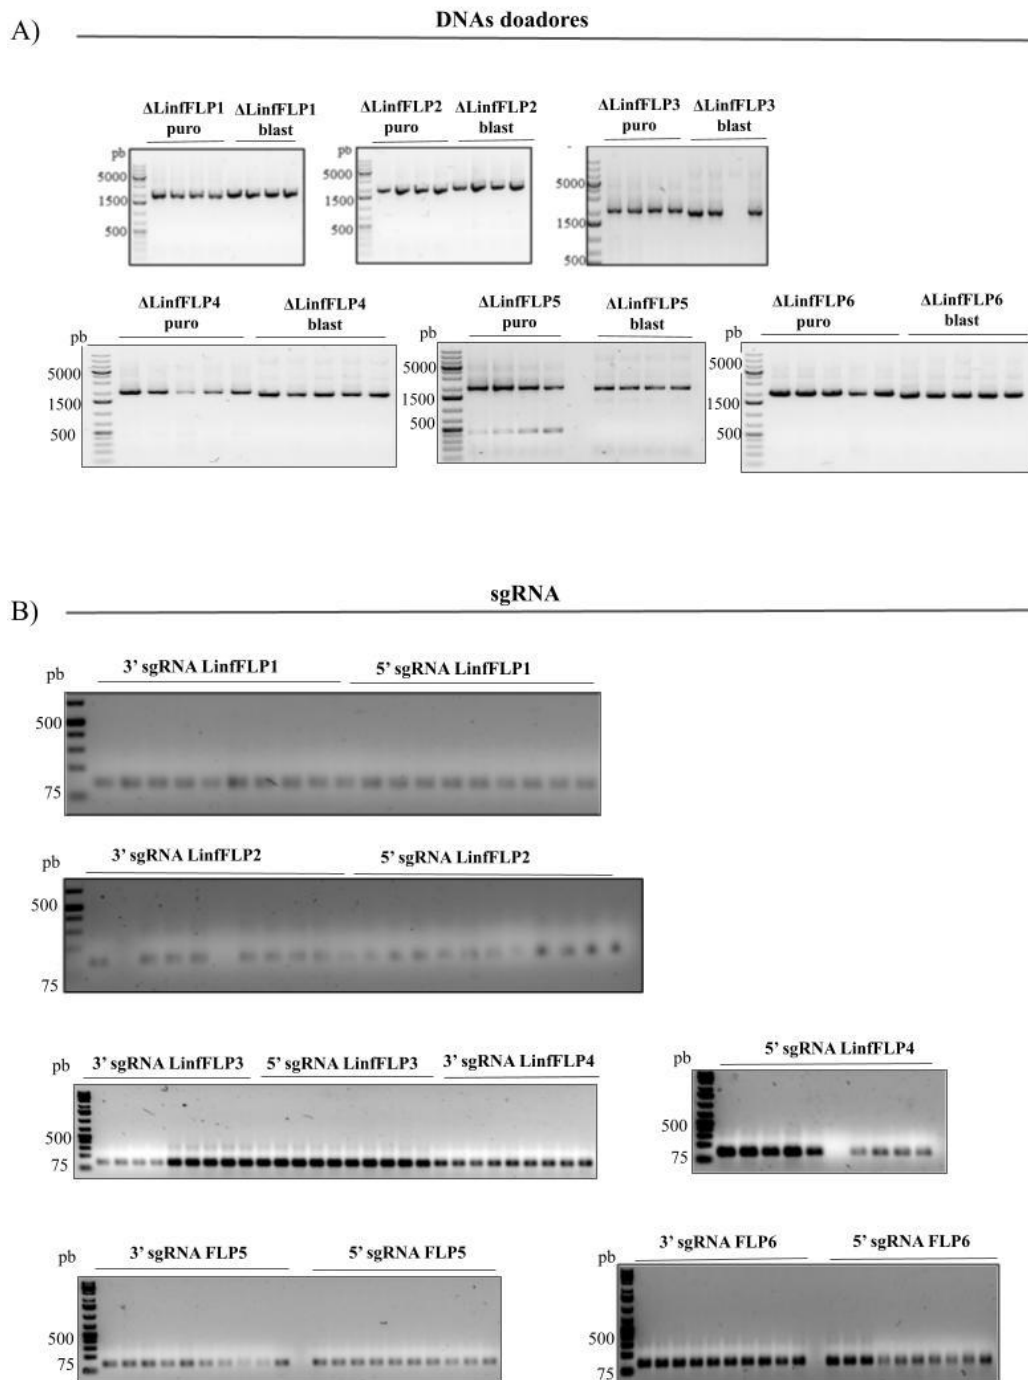 A)
DNAs doadores
ΔLinfFLP1 ΔLinfFLP1
puro blast
pb
5000
1500
500
ΔLinfFLP2 ΔLinfFLP2
puro blast
pb
5000
1500
500
ΔLinfFLP3 ΔLinfFLP3
puro blast
5000
1500
500
ΔLinfFLP4 ΔLinfFLP4
puro blast
pb
5000
1500
500
ΔLinfFLP5 ΔLinfFLP5
puro blast
pb
5000
1500
500
ΔLinfFLP6 ΔLinfFLP6
puro blast
pb
5000
1500
500
B)
sgRNA
3’ sgRNA LinfFLP1 5’ sgRNA LinfFLP1
pb
500
75
3’ sgRNA LinfFLP2 5’ sgRNA LinfFLP2
pb
500
75
3’ sgRNA LinfFLP3 5’ sgRNA LinfFLP3 3’ sgRNA LinfFLP4
pb
500
75
5’ sgRNA LinfFLP4
pb
500
75
3’ sgRNA FLP5 5’ sgRNA FLP5
pb
500
75
3’ sgRNA FLP6 5’ sgRNA FLP6
pb
500
75